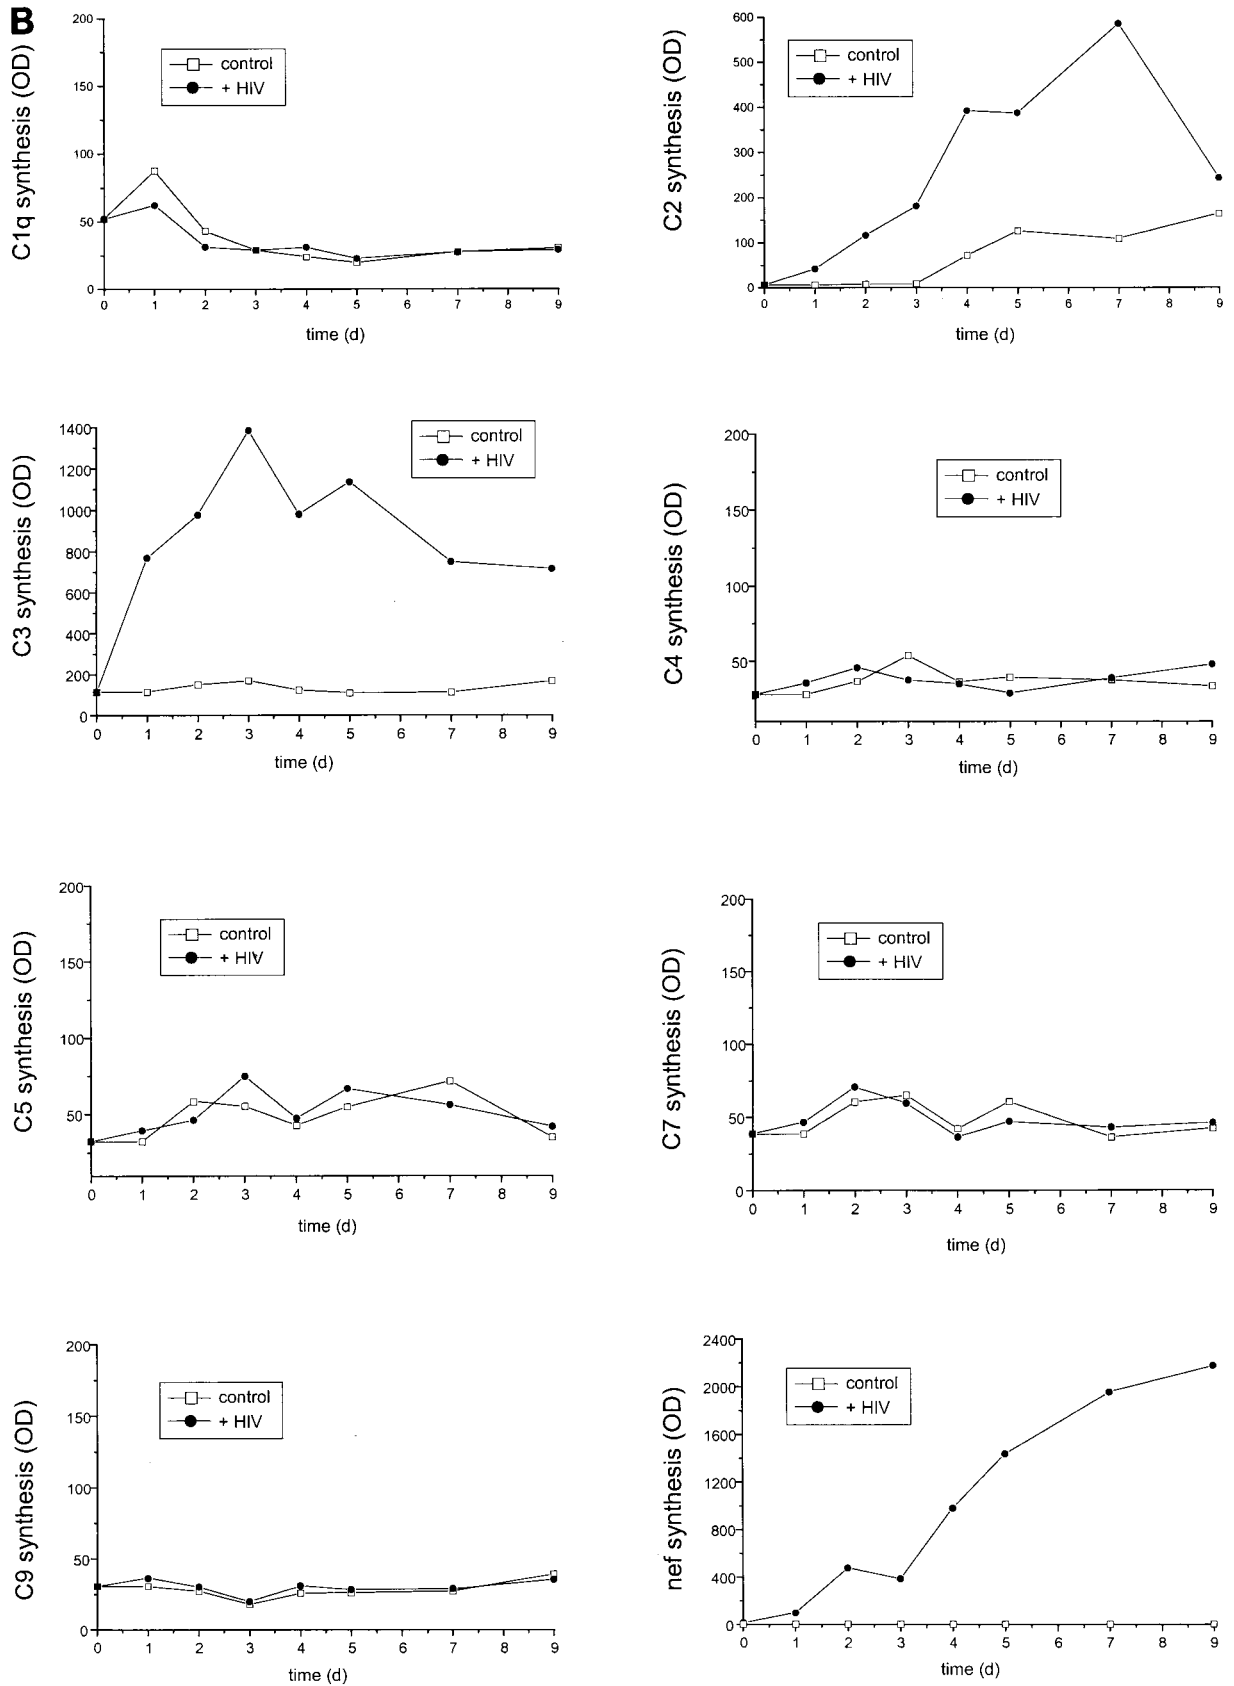 B
C1q synthesis (OD)
200
150
100
50
0
control
+ HIV
0 1 2 3 4 5 7 8 9
time (d)
C2 synthesis (OD)
600
500
400
300
200
100
0
control
+ HIV
0 1 2 3 4 5 6 7 8 9
time (d)
C3 synthesis (OD)
1400
1200
1000
800
600
400
200
0
control
+ HIV
0 1 2 3 4 5 6 7 8 9
time (d)
C4 synthesis (OD)
200
150
100
50
control
+ HIV
0 1 2 3 4 5 6 7 8 9
time (d)
C5 synthesis (OD)
200
150
100
50
control
+ HIV
0 1 2 3 4 5 6 7 8 9
time (d)
C7 synthesis (OD)
200
150
100
50
0
control
+ HIV
0 1 2 3 4 5 6 7 8 9
time (d)
C9 synthesis (OD)
200
150
100
50
0
control
+ HIV
0 1 2 3 4 5 6 7 8 9
time (d)
nef synthesis (OD)
2400
2000
1600
1200
800
400
0
control
+ HIV
0 1 2 3 4 5 6 7 8 9
time (d)